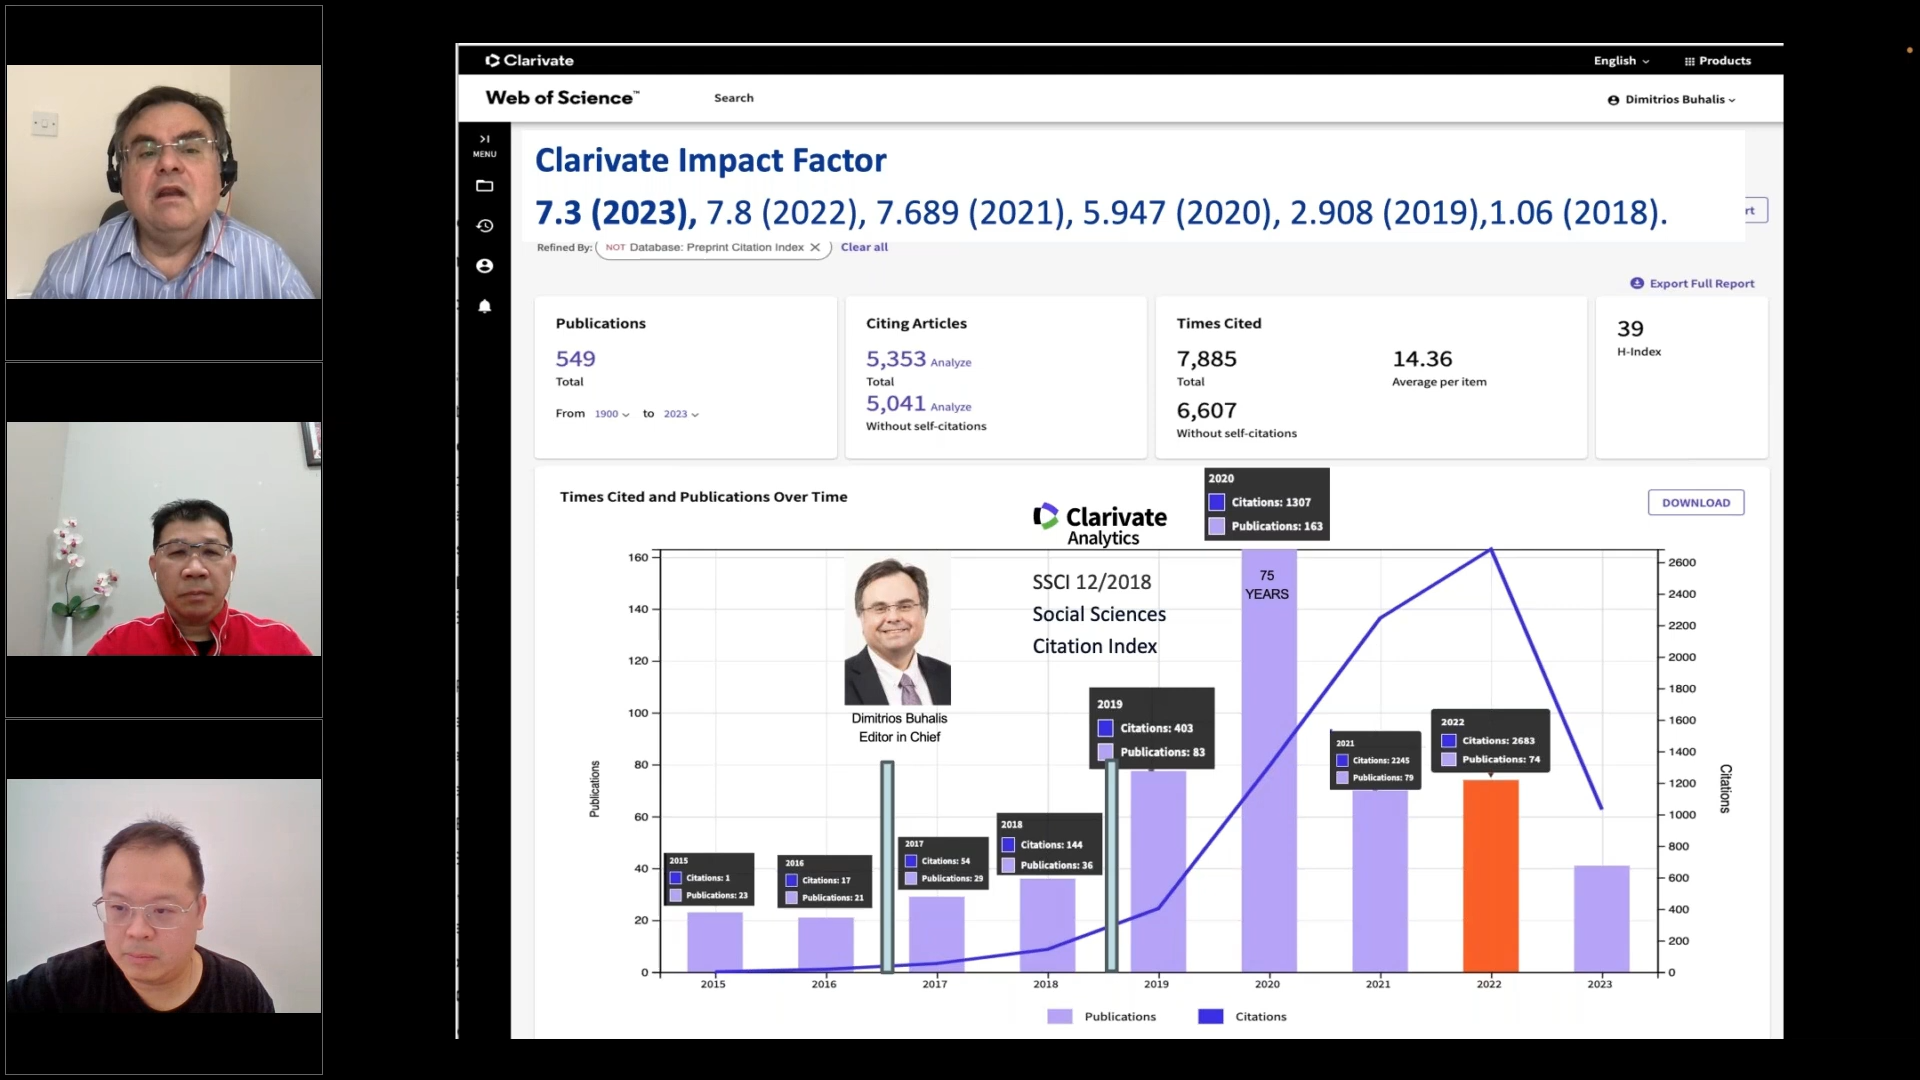 Clarivate
English
Products
Web of Science™
Search
Dimitrios Buhalis
>I
MENU
Clarivate Impact Factor
7.3 (2023), 7.8 (2022), 7.689 (2021), 5.947 (2020), 2.908 (2019),1.06 (2018).
rt
Refined By: NOT Database: Preprint Citation Index X Clear all
Export Full Report
Publications
549
Total
From 1900 to 2023
Citing Articles
5,353 Analyze
Total
5,041 Analyze
Without self-citations
Times Cited
7,885
Total
6,607
Without self-citations
14.36
Average per item
39
H-Index
Times Cited and Publications Over Time
DOWNLOAD
Clarivate
Analytics
SSCI 12/2018
Social Sciences
Citation Index
Dimitrios Buhalis
Editor in Chief
2015
Citations: 1
Publications: 23
2016
Citations: 17
Publications: 21
2017
Citations: 54
Publications: 29
2018
Citations: 144
Publications: 36
2019
Citations: 403
Publications: 83
2020
Citations: 1307
Publications: 163
75
YEARS
2021
Citations: 2245
Publications: 79
2022
Citations: 2683
Publications: 74
Publications
160
140
120
100
80
60
40
20
0
2600
2400
2200
2000
1800
1600
1400
1200
1000
800
600
400
200
0
Citations
2015 2016 2017 2018 2019 2020 2021 2022 2023
Publications Citations